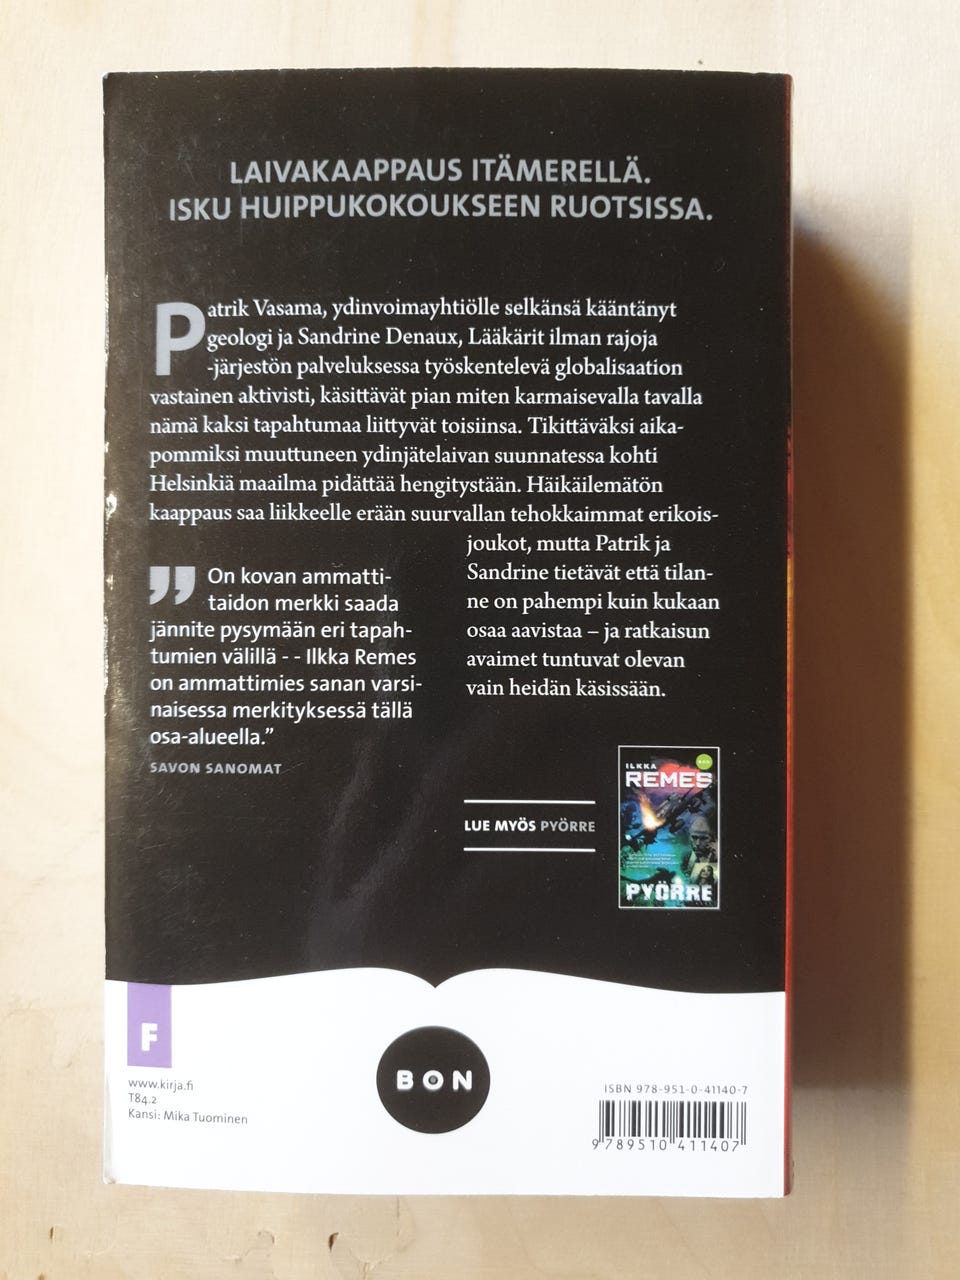 LAIVAKAAPPAUS ITÄMERELLÄ.
ISKU HUIPPUKOKOUKSEEN RUOTSISSA.
Patrik Vasama, ydinvoimayhtiölle selkänsä kääntänyt
geologi ja Sandrine Denaux, Lääkärit ilman rajoja
-järjestön palveluksessa työskentelevä globalisaation
vastainen aktivisti, käsittävät pian miten karmaisevalla tavalla
nämä kaksi tapahtumaa liittyvät toisiinsa. Tikittäväksi aika-
pommiksi muuttuneen ydinjätelaivan suunnatessa kohti
Helsinkiä maailma pidättää hengitystään. Häikäilemätön
kaappaus saa liikkeelle erään suurvallan tehokkaimmat erikois-
joukot, mutta Patrik ja
Sandrine tietävät että tilan-
ne on pahempi kuin kukaan
osaa aavistaa – ja ratkaisun
avaimet tuntuvat olevan
vain heidän käsissään.
” On kovan ammatti-
taidon merkki saada
jännite pysymään eri tapah-
tumien välillä - - Ilkka Remes
on ammattimies sanan varsi-
naisessa merkityksessä tällä
osa-alueella.”
SAVON SANOMAT
LUE MYÖS PYÖRRE
BON
ILKKA
REMES
PYÖRRE
F
www.kirja.fi
T84.2
Kansi: Mika Tuominen
BON
ISBN 978-951-0-41140-7
9 789510 411407